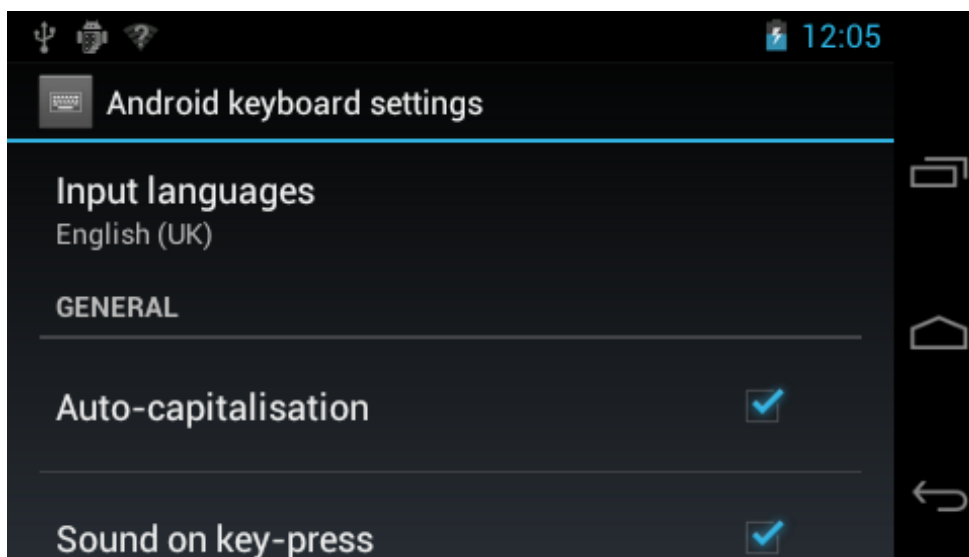 12:05
Android keyboard settings
Input languages
English (UK)
GENERAL
Auto-capitalisation
Sound on key-press